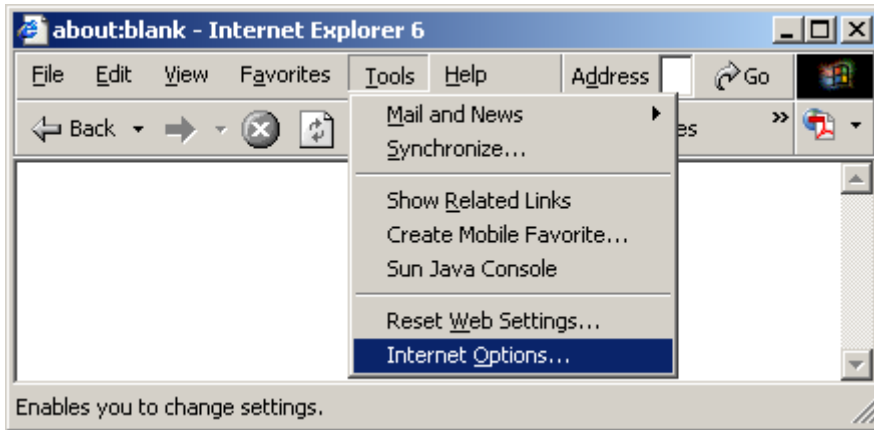 about:blank - Internet Explorer 6
File Edit View Favorites Tools Help Address Go
Back es »
Mail and News
Synchronize...
Show Related Links
Create Mobile Favorite...
Sun Java Console
Reset Web Settings...
Internet Options...
Enables you to change settings.